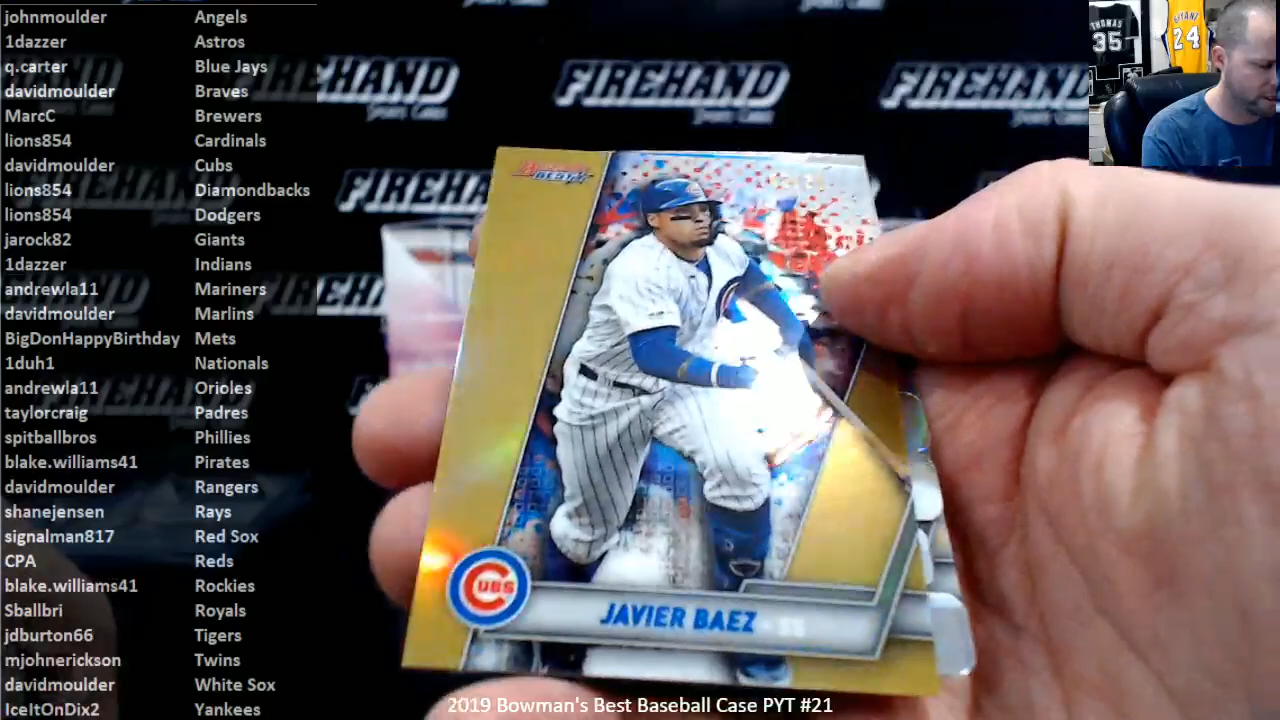 johnmoulder Angels
1dazzer Astros
q.carter Blue Jays
davidmoulder Braves
MarcC Brewers
lions854 Cardinals
davidmoulder Cubs
lions854 Diamondbacks
lions854 Dodgers
jarock82 Giants
1dazzer Indians
andrewla11 Mariners
davidmoulder Marlins
BigDonHappyBirthday Mets
1duh1 Nationals
andrewla11 Orioles
taylorcraig Padres
spitballbros Phillies
blake.williams41 Pirates
davidmoulder Rangers
shanejensen Rays
signalman817 Red Sox
CPA Reds
blake.williams41 Rockies
Sballbri Royals
jdburton66 Tigers
mjohnerickson Twins
davidmoulder White Sox
IceItOnDix2 Yankees
FIREHAND FIREHAND FIREHAND
THOMAS
35
BRYANT
24
BOWMAN'S
BEST
CUBS
JAVIER BAEZ SS
2019 Bowman's Best Baseball Case PYT #21